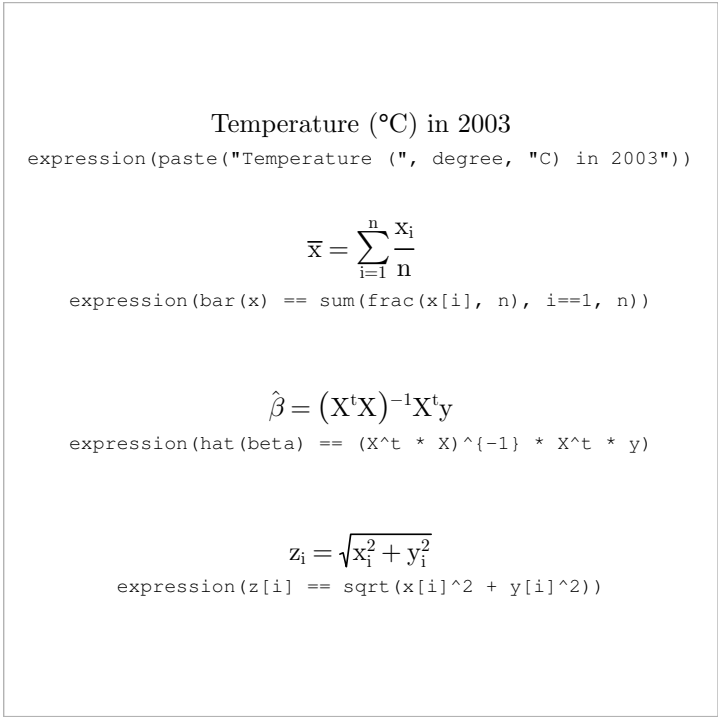 Temperature (°C) in 2003
expression(paste("Temperature (", degree, "C) in 2003"))
x̅ = ∑ᵢ₌₁ⁿ xᵢ/n
expression(bar(x) == sum(frac(x[i], n), i==1, n))
β̂ = (XᵗX)⁻¹Xᵗy
expression(hat(beta) == (X^t * X)^{-1} * X^t * y)
zᵢ = √(xᵢ² + yᵢ²)
expression(z[i] == sqrt(x[i]^2 + y[i]^2))